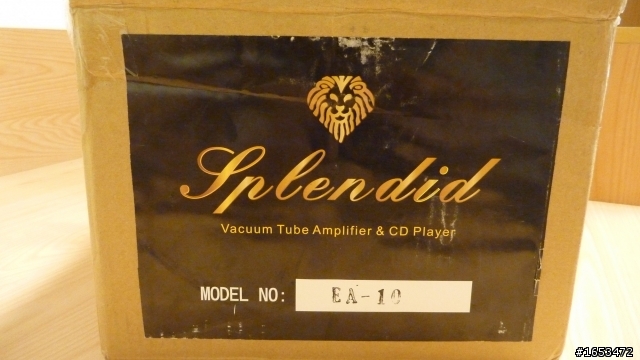 Splendid
Vacuum Tube Amplifier & CD Player
MODEL NO: EA-10
#1653472